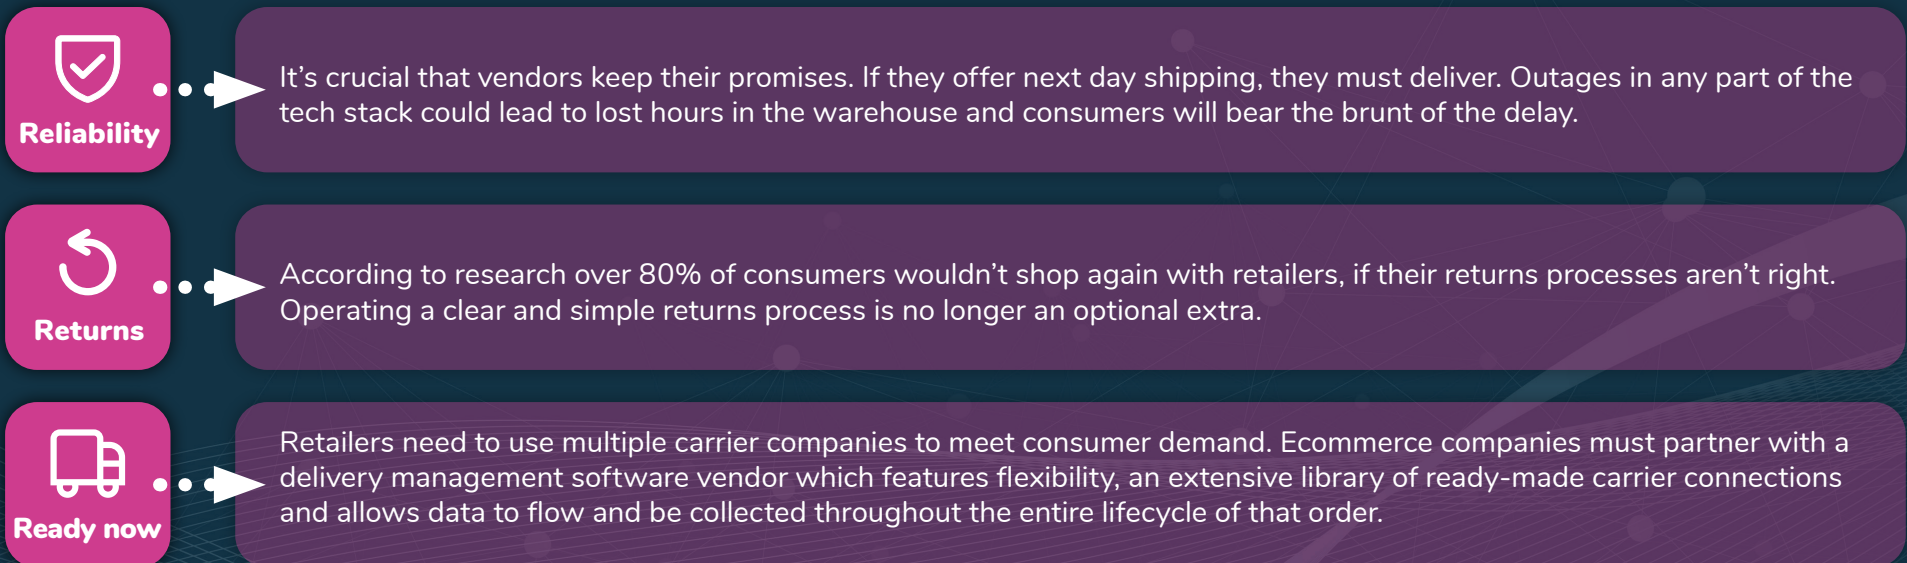 Reliability
It’s crucial that vendors keep their promises. If they offer next day shipping, they must deliver. Outages in any part of the
tech stack could lead to lost hours in the warehouse and consumers will bear the brunt of the delay.
Returns
According to research over 80% of consumers wouldn’t shop again with retailers, if their returns processes aren’t right.
Operating a clear and simple returns process is no longer an optional extra.
Ready now
Retailers need to use multiple carrier companies to meet consumer demand. Ecommerce companies must partner with a
delivery management software vendor which features flexibility, an extensive library of ready-made carrier connections
and allows data to flow and be collected throughout the entire lifecycle of that order.